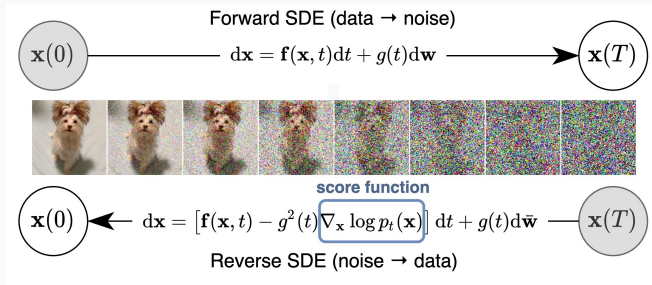 Forward SDE (data → noise)
x(0) dx = f(x, t)dt + g(t)dw x(T)
score function
x(0) dx = [f(x, t) − g²(t)∇ₓ log pₜ(x)] dt + g(t)dw̄ x(T)
Reverse SDE (noise → data)